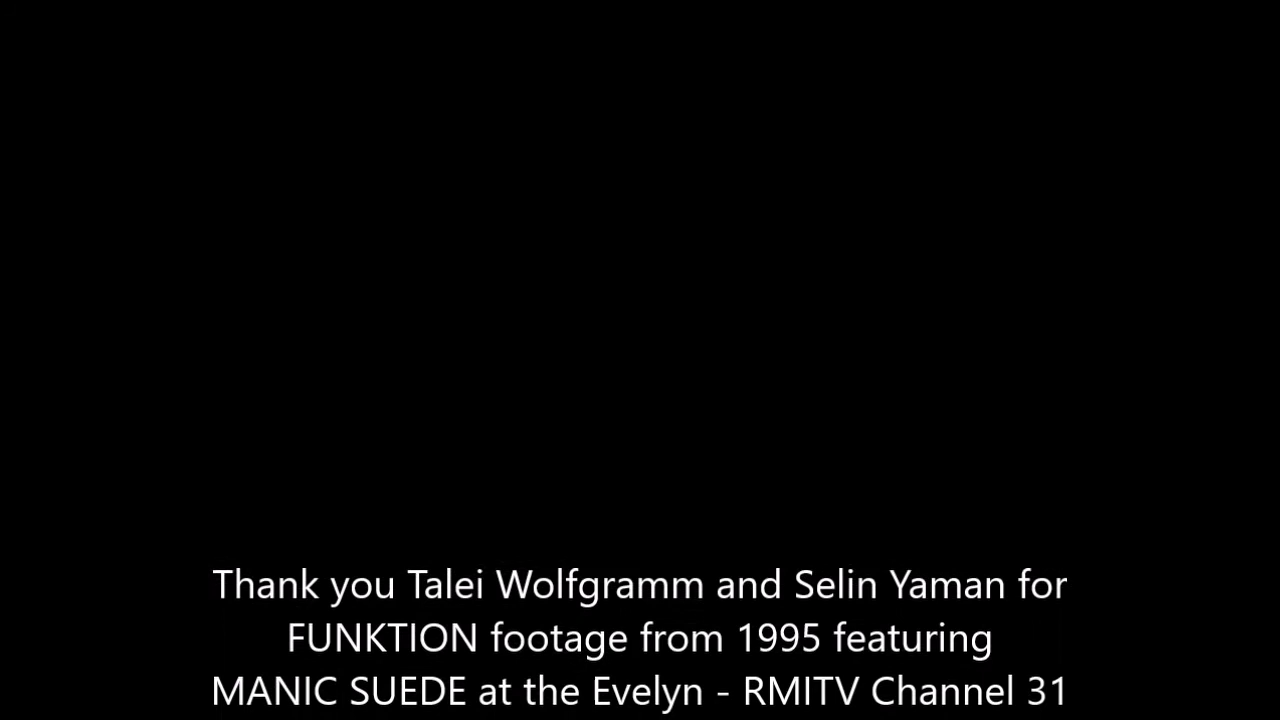 Thank you Talei Wolfgramm and Selin Yaman for
FUNKTION footage from 1995 featuring
MANIC SUEDE at the Evelyn - RMITV Channel 31